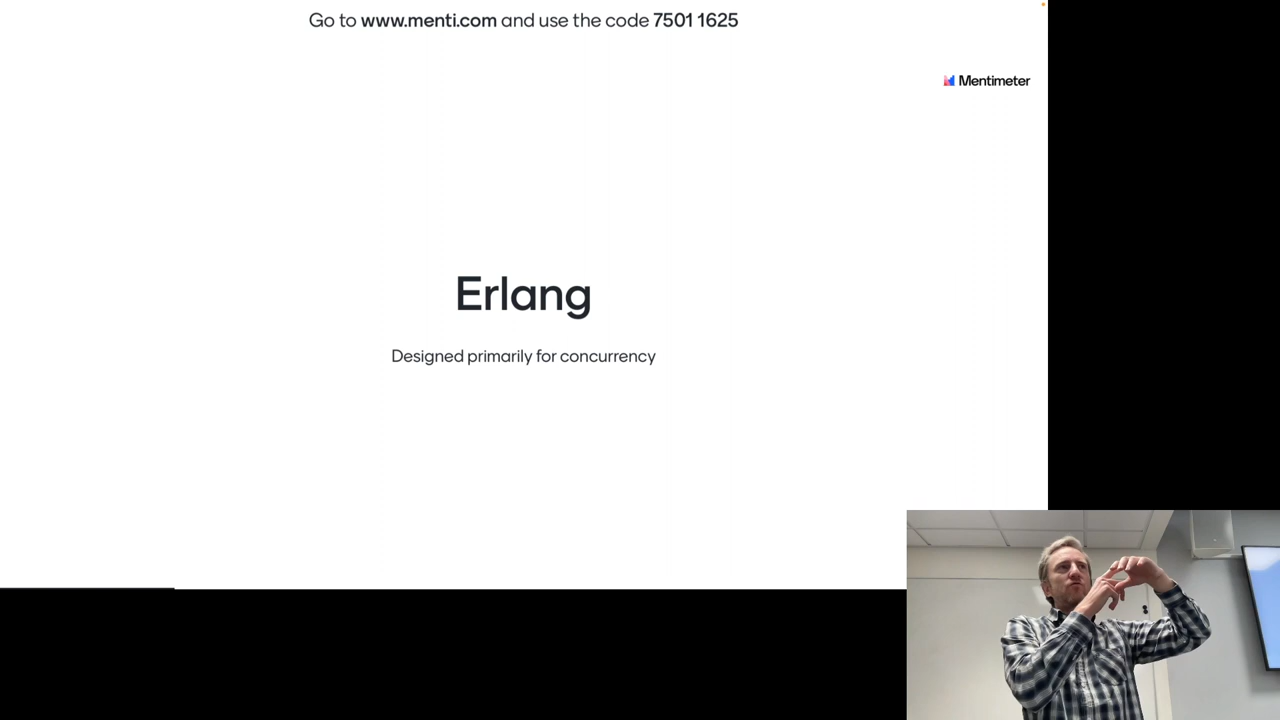 Go to www.menti.com and use the code 7501 1625
Mentimeter
Erlang
Designed primarily for concurrency